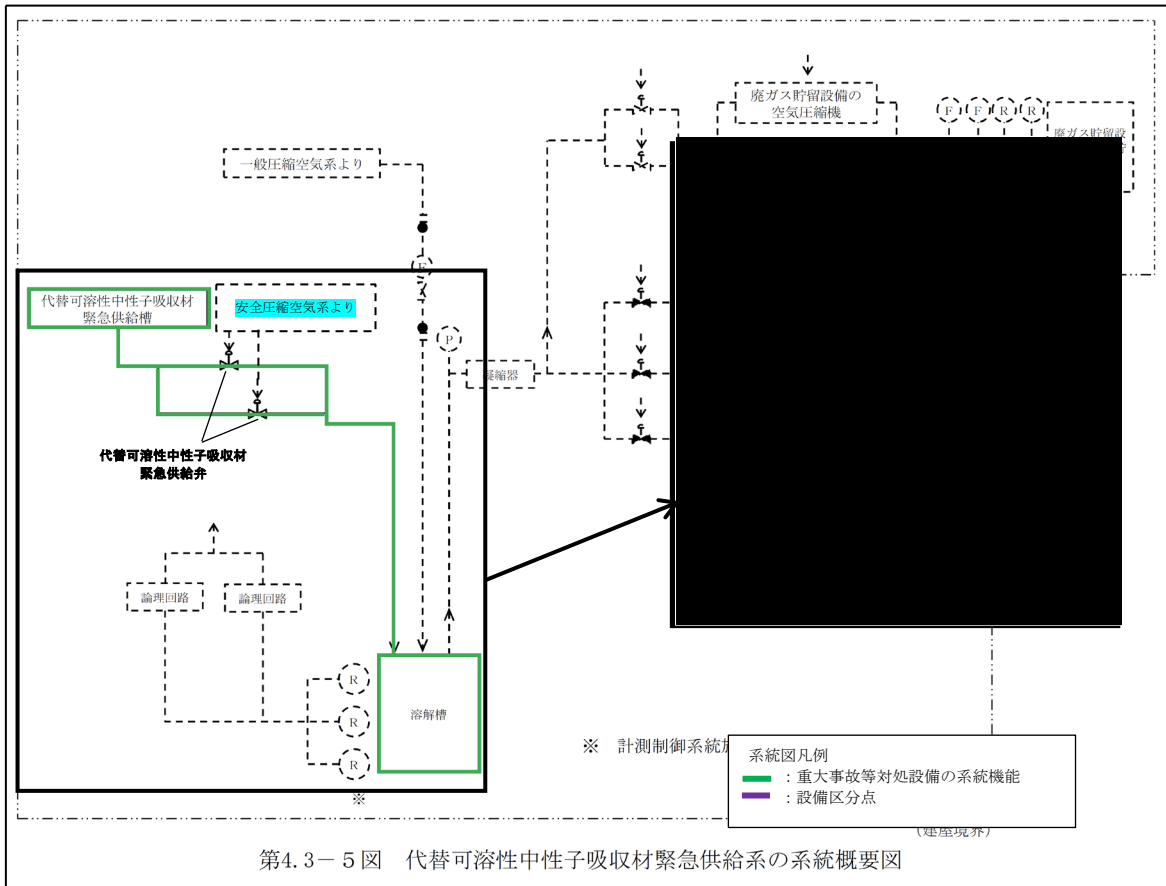 廃ガス貯留設備の
空気圧縮機
F
F
R
R
廃ガス貯留設
一般圧縮空気系より
F
代替可溶性中性子吸収材
緊急供給槽
安全圧縮空気系より
P
凝縮器
代替可溶性中性子吸収材
緊急供給弁
論理回路
論理回路
R
R
R
溶解槽
※
※ 計測制御系統施
系統図凡例
:重大事故等対処設備の系統機能
:設備区分点
(建屋境界)
第4.3-5図 代替可溶性中性子吸収材緊急供給系の系統概要図